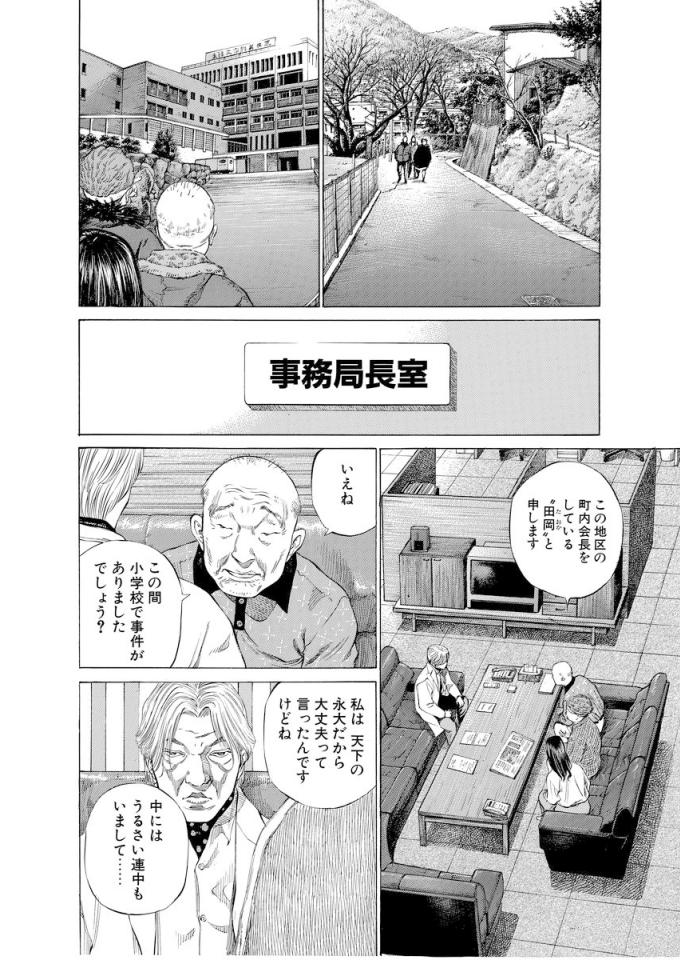 事務局長室
この地区の
町内会長を
している
〝田岡〟と
申します
いえね
この間
小学校で事件が
ありました
でしょう？
私は 天下の
永大だから
大丈夫って
言ったんです
けどね
中には
うるさい連中も
いまして……